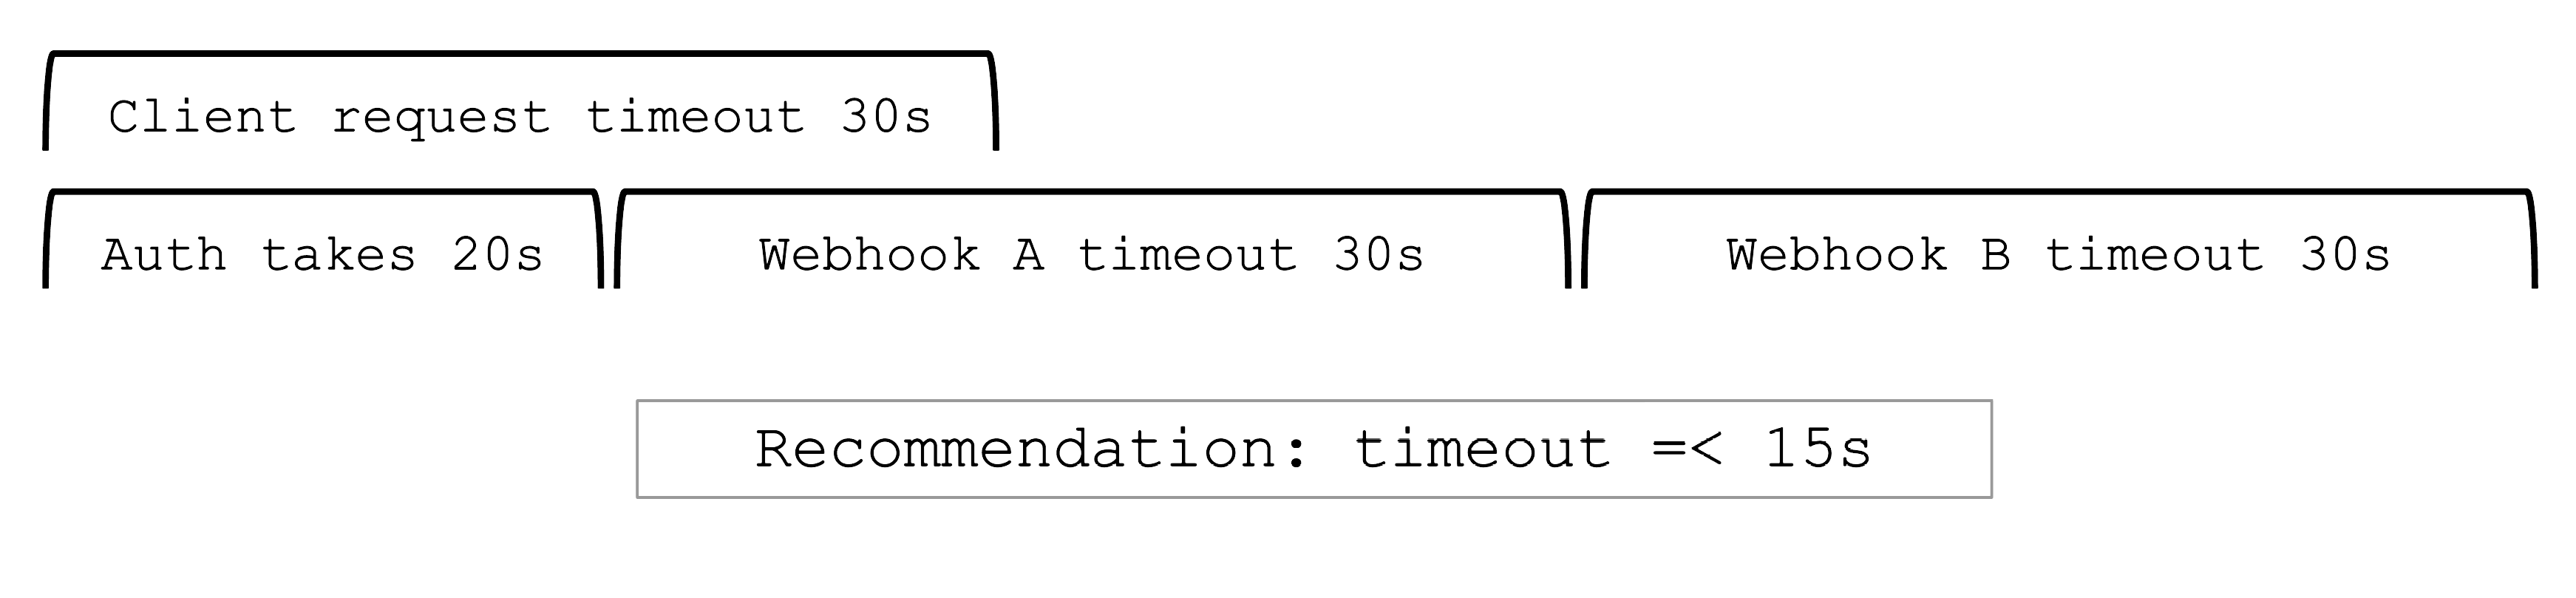 Client request timeout 30s
Auth takes 20s
Webhook A timeout 30s
Webhook B timeout 30s
Recommendation: timeout =< 15s